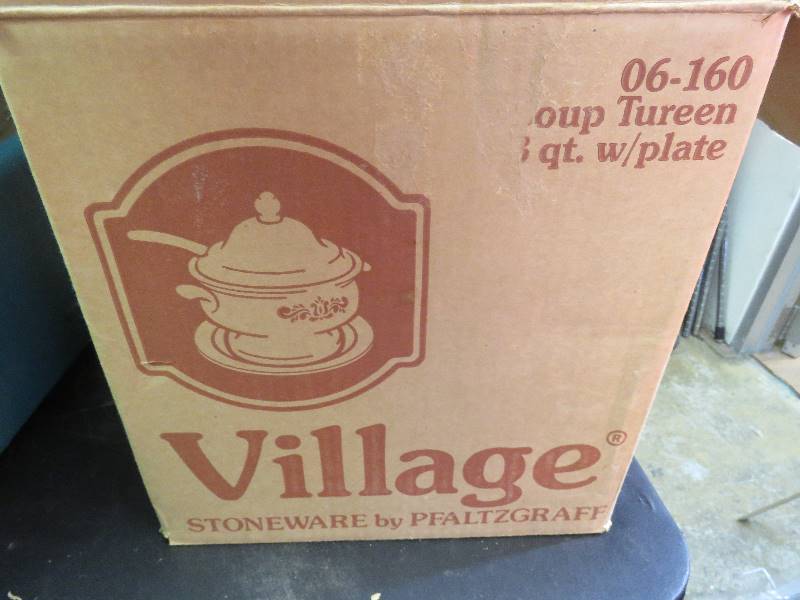 06-160
oup Tureen
qt. w/plate
Village®
STONEWARE by PFALTZGRAFF